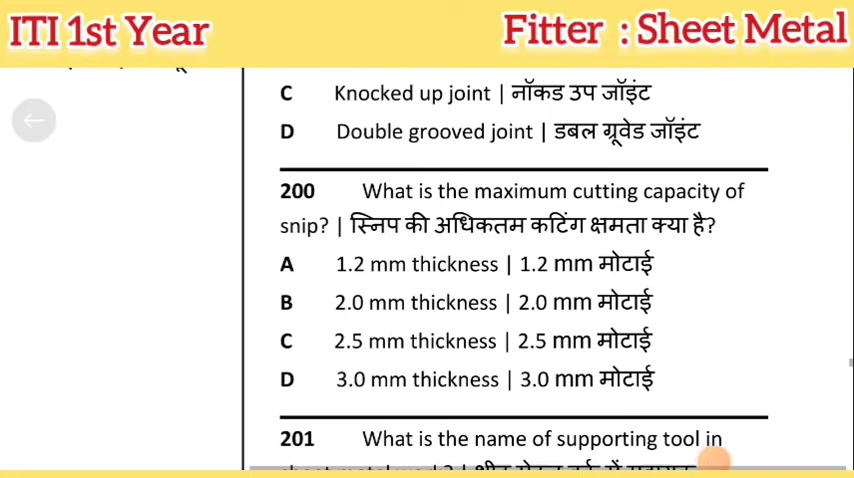 ITI 1st Year
Fitter : Sheet Metal
C Knocked up joint | नॉकड उप जॉइंट
D Double grooved joint | डबल ग्रूवेड जॉइंट
200 What is the maximum cutting capacity of
snip? | स्निप की अधिकतम कटिंग क्षमता क्या है?
A 1.2 mm thickness | 1.2 mm मोटाई
B 2.0 mm thickness | 2.0 mm मोटाई
C 2.5 mm thickness | 2.5 mm मोटाई
D 3.0 mm thickness | 3.0 mm मोटाई
201 What is the name of supporting tool in